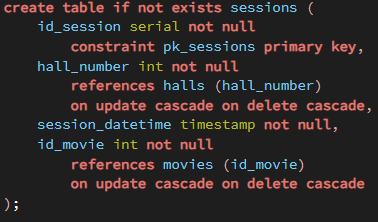 create table if not exists sessions (
id_session serial not null
constraint pk_sessions primary key,
hall_number int not null
references halls (hall_number)
on update cascade on delete cascade,
session_datetime timestamp not null,
id_movie int not null
references movies (id_movie)
on update cascade on delete cascade
);